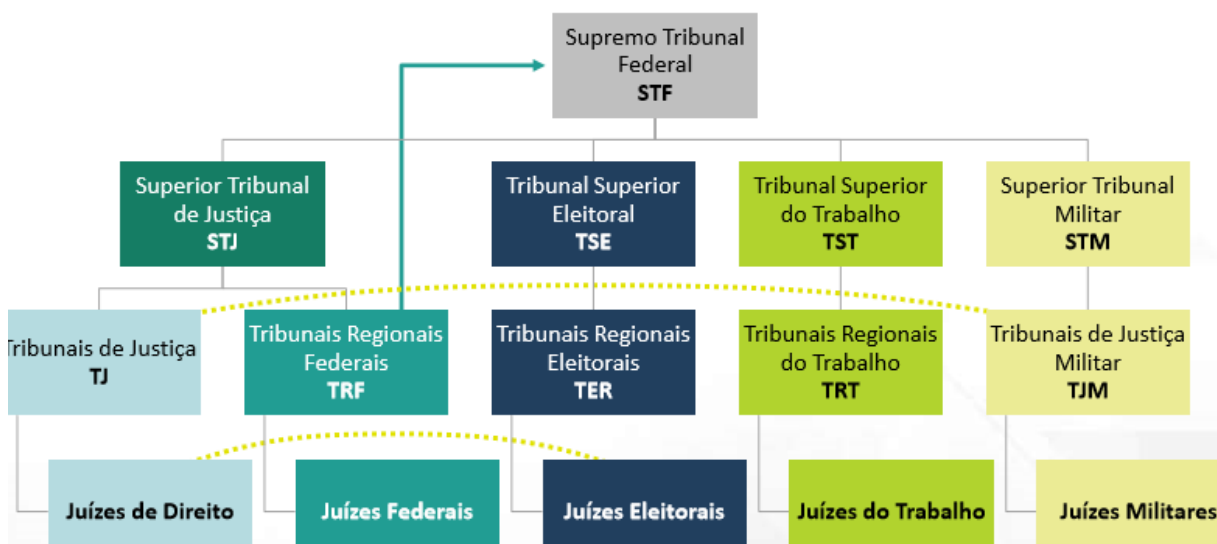 Supremo Tribunal
Federal
STF
Superior Tribunal
de Justiça
STJ
Tribunal Superior
Eleitoral
TSE
Tribunal Superior
do Trabalho
TST
Superior Tribunal
Militar
STM
Tribunais de Justiça
TJ
Tribunais Regionais
Federais
TRF
Tribunais Regionais
Eleitorais
TER
Tribunais Regionais
do Trabalho
TRT
Tribunais de Justiça
Militar
TJM
Juízes de Direito
Juízes Federais
Juízes Eleitorais
Juízes do Trabalho
Juízes Militares